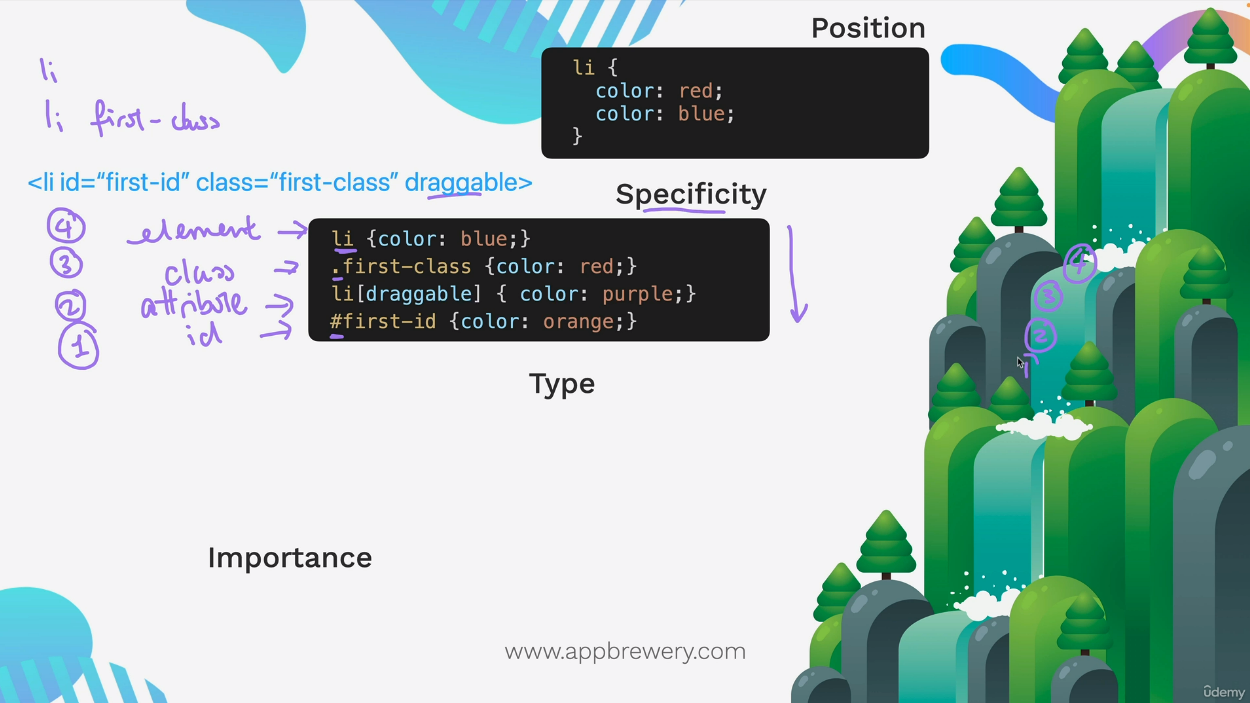 Position
li {
color: red;
color: blue;
}
li
li first-class
<li id=“first-id” class=“first-class” draggable>
Specificity
④ element → li {color: blue;}
③ class → .first-class {color: red;}
② attribute → li[draggable] { color: purple;}
① id → #first-id {color: orange;}
④
③
②
1
Type
Importance
www.appbrewery.com
ûdemy